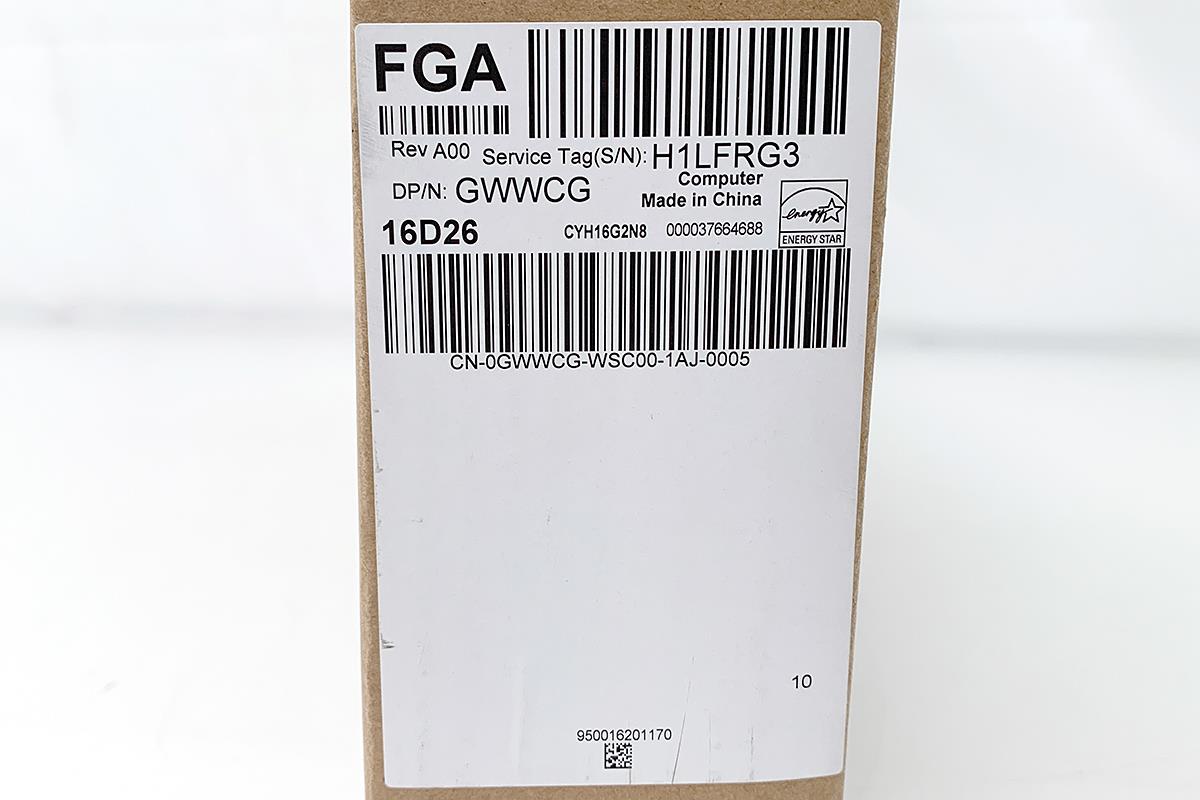 FGA
Rev A00 Service Tag(S/N): H1LFRG3
DP/N: GWWCG Computer
Made in China
energy
ENERGY STAR
16D26 CYH16G2N8 000037664688
CN-0GWWCG-WSC00-1AJ-0005
10
950016201170